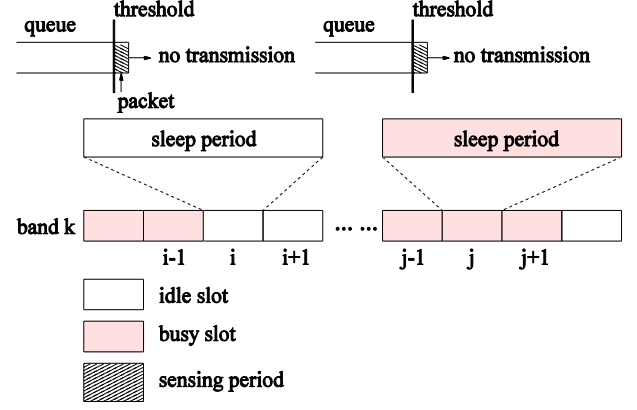 threshold threshold
queue queue
no transmission no transmission
packet
sleep period sleep period
band k ... ...
i-1 i i+1 j-1 j j+1
idle slot
busy slot
sensing period